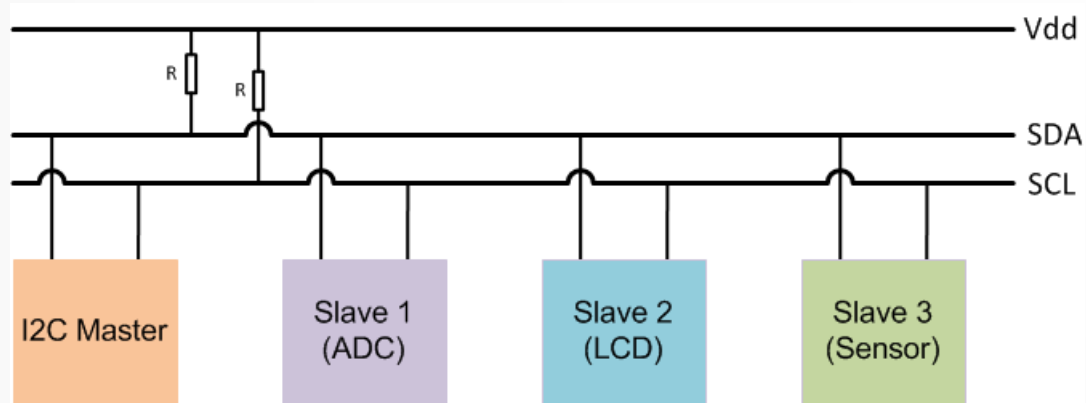 Vdd
R
R
SDA
SCL
I2C Master
Slave 1
(ADC)
Slave 2
(LCD)
Slave 3
(Sensor)